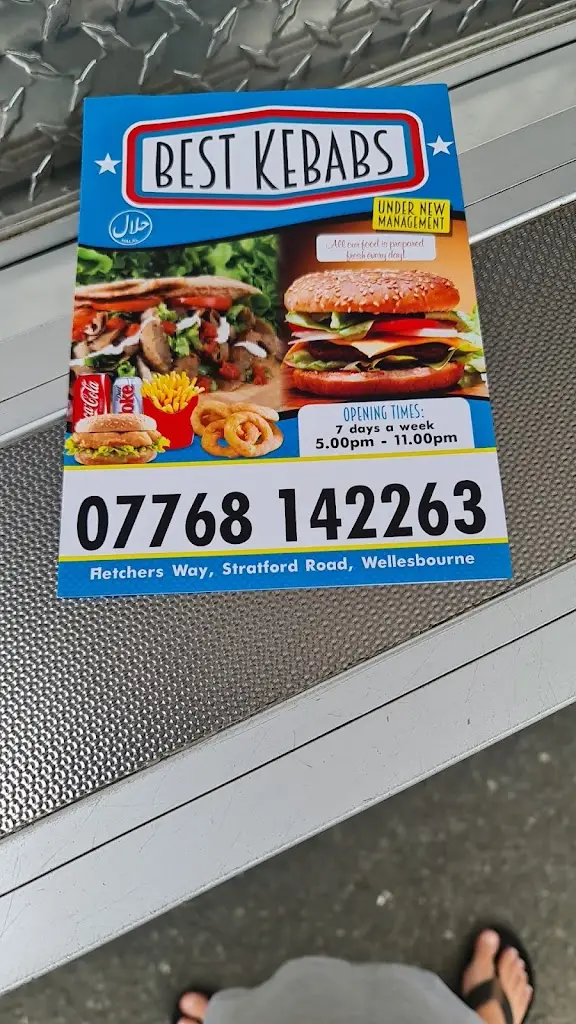 BEST KEBABS
حلال
HALAL
UNDER NEW
MANAGEMENT
All our food is prepared
fresh every day!
Coca-Cola
oke
OPENING TIMES:
7 days a week
5.00pm - 11.00pm
07768 142263
Fletchers Way, Stratford Road, Wellesbourne